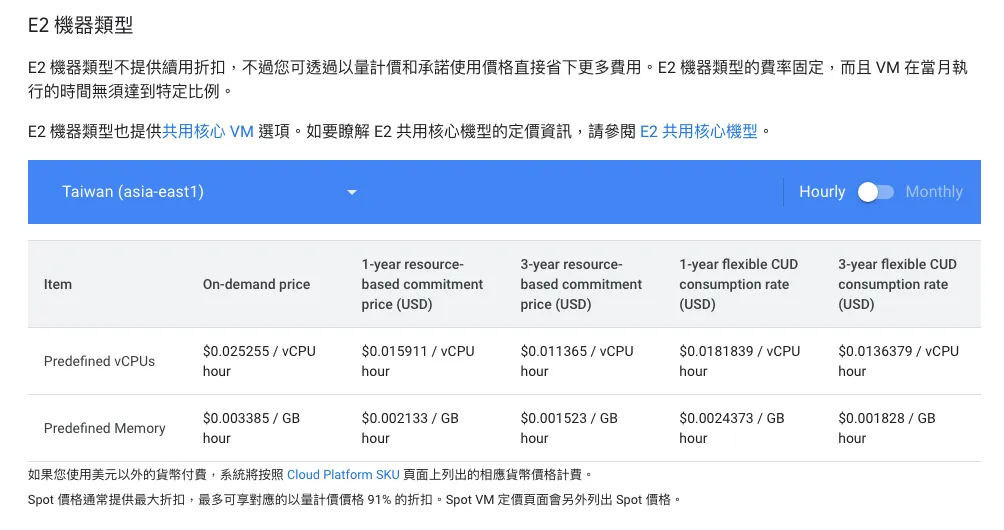 E2 機器類型
E2 機器類型不提供續用折扣，不過您可透過以量計價和承諾使用價格直接省下更多費用。E2 機器類型的費率固定，而且 VM 在當月執
行的時間無須達到特定比例。
E2 機器類型也提供共用核心 VM 選項。如要瞭解 E2 共用核心機型的定價資訊，請參閱 E2 共用核心機型。
Taiwan (asia-east1) Hourly Monthly
Item
On-demand price
1-year resource-
based commitment
price (USD)
3-year resource-
based commitment
price (USD)
1-year flexible CUD
consumption rate
(USD)
3-year flexible CUD
consumption rate
(USD)
Predefined vCPUs
$0.025255 / vCPU
hour
$0.015911 / vCPU
hour
$0.011365 / vCPU
hour
$0.0181839 / vCPU
hour
$0.0136379 / vCPU
hour
Predefined Memory
$0.003385 / GB
hour
$0.002133 / GB
hour
$0.001523 / GB
hour
$0.0024373 / GB
hour
$0.001828 / GB
hour
如果您使用美元以外的貨幣付費，系統將按照 Cloud Platform SKU 頁面上列出的相應貨幣價格計費。
Spot 價格通常提供最大折扣，最多可享對應的以量計價價格 91% 的折扣。Spot VM 定價頁面會另外列出 Spot 價格。